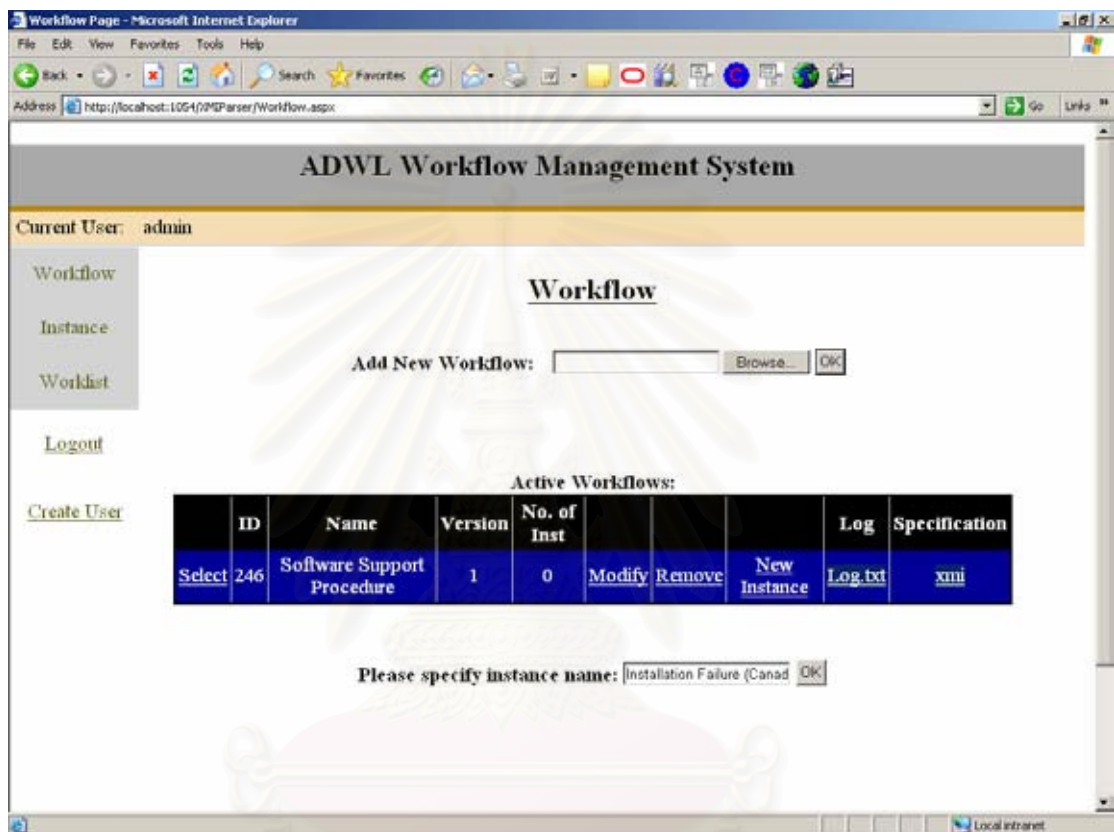 Workflow Page - Microsoft Internet Explorer
File Edit View Favorites Tools Help
Back Search Favorites
Address http://localhost:1054/XMIParser/Workflow.aspx Go Links »
ADWL Workflow Management System
Current User: admin
Workflow
Instance
Worklist
Logout
Create User
Workflow
Add New Workflow: Browse... OK
Active Workflows:
ID Name Version No. of Inst Log Specification
Select 246 Software Support Procedure 1 0 Modify Remove New Instance Log.txt xmi
Please specify instance name: Installation Failure (Canad OK
Local intranet